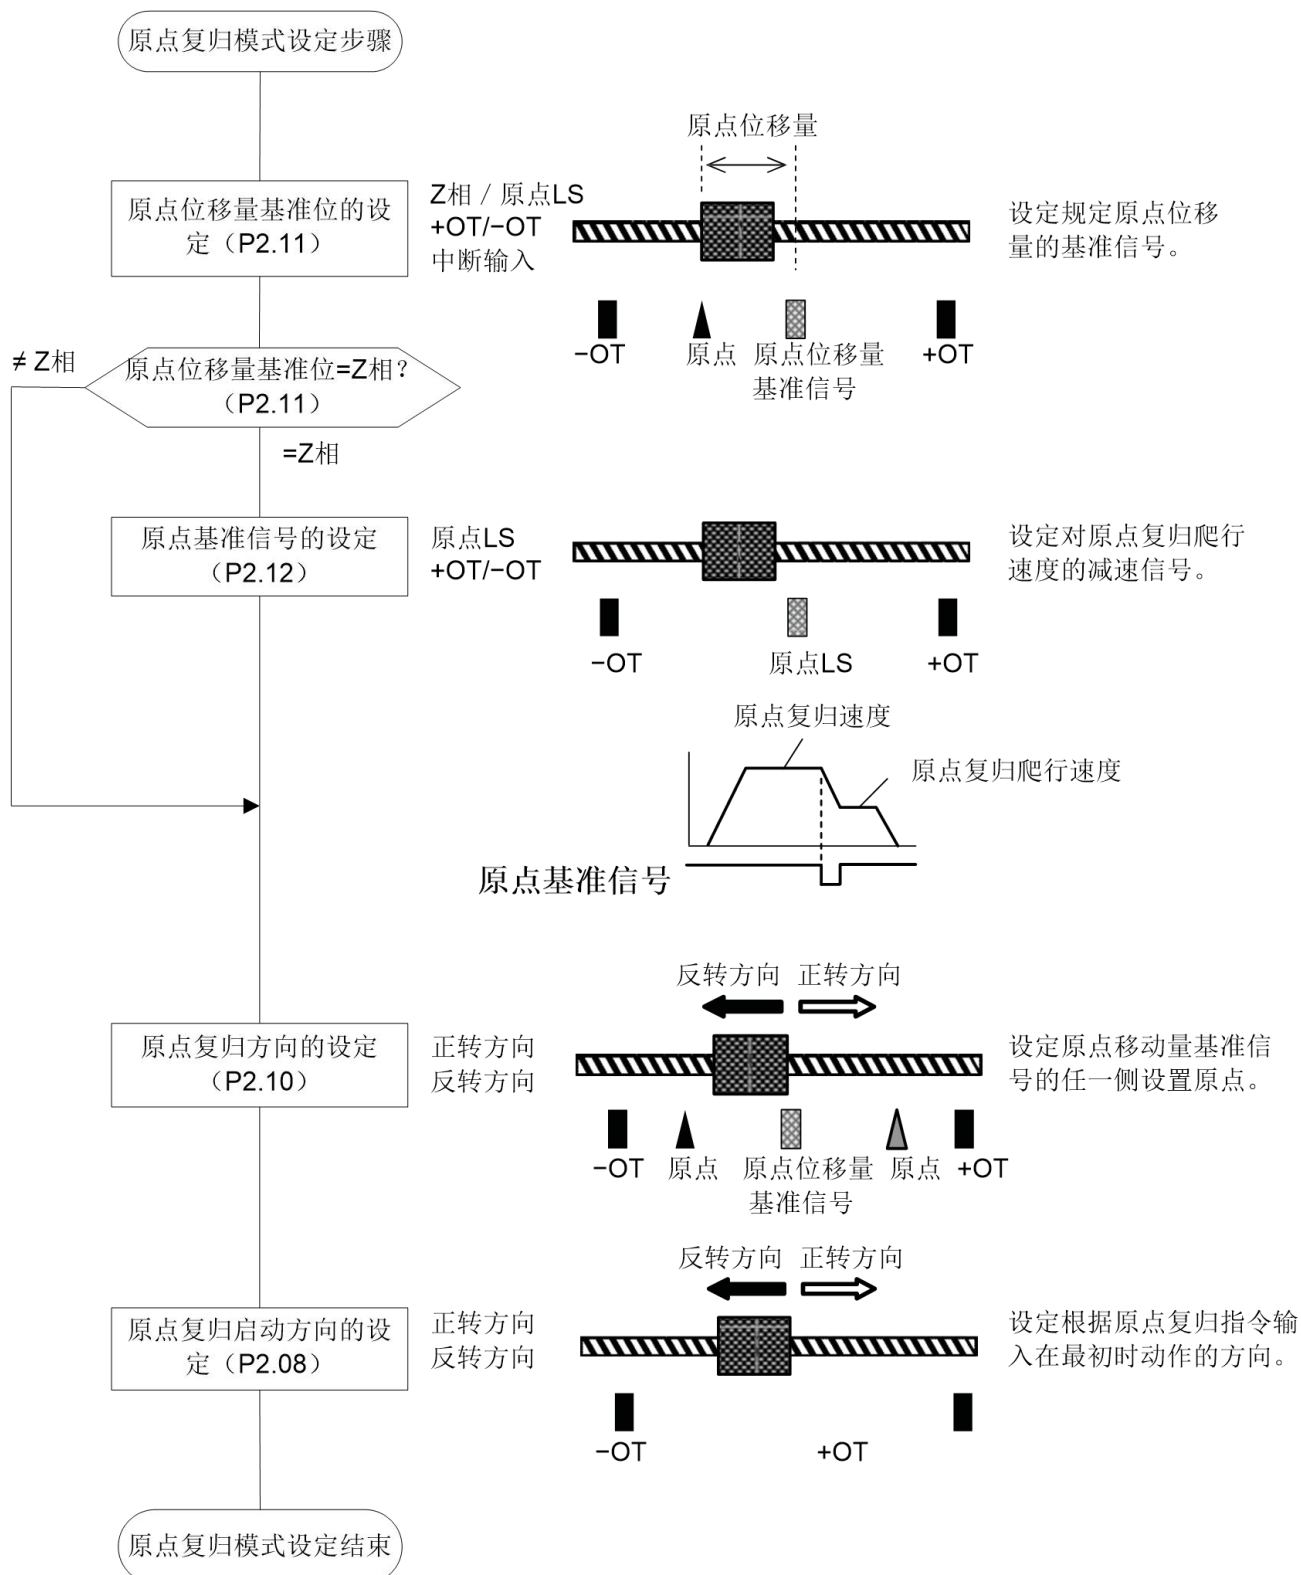 原点复归模式设定步骤
原点位移量
原点位移量基准位的设
定（P2.11）
Z相 / 原点LS
+OT/−OT
中断输入
设定规定原点位移
量的基准信号。
−OT
原点
原点位移量
基准信号
+OT
≠ Z相
原点位移量基准位=Z相？
（P2.11）
=Z相
原点基准信号的设定
（P2.12）
原点LS
+OT/−OT
设定对原点复归爬行
速度的减速信号。
−OT
原点LS
+OT
原点复归速度
原点复归爬行速度
原点基准信号
反转方向
正转方向
原点复归方向的设定
（P2.10）
正转方向
反转方向
设定原点移动量基准信
号的任一侧设置原点。
−OT
原点
原点位移量
基准信号
原点
+OT
反转方向
正转方向
原点复归启动方向的设
定（P2.08）
正转方向
反转方向
设定根据原点复归指令输
入在最初时动作的方向。
−OT
+OT
原点复归模式设定结束